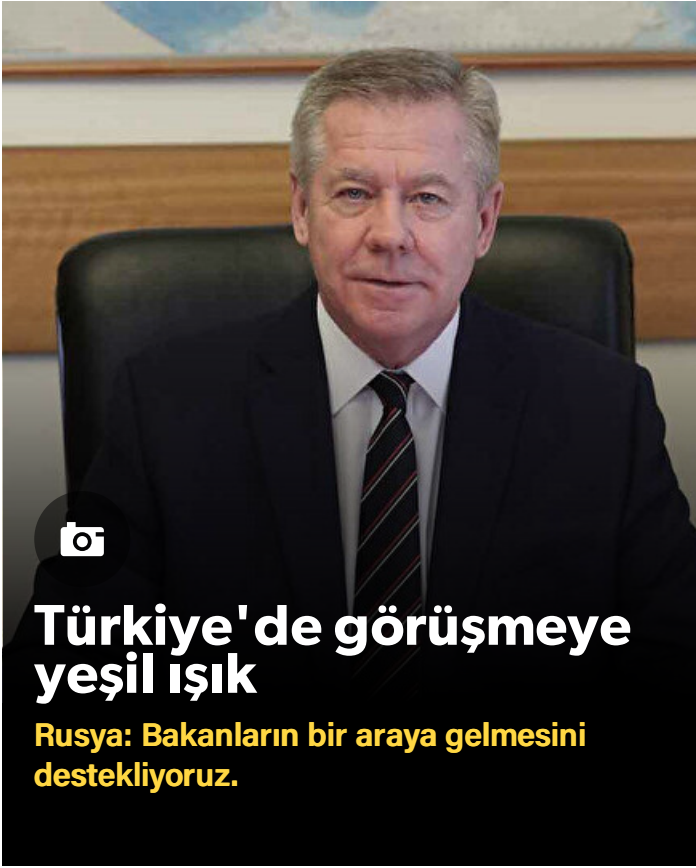 Türkiye'de görüşmeye
yeşil ışık
Rusya: Bakanların bir araya gelmesini
destekliyoruz.